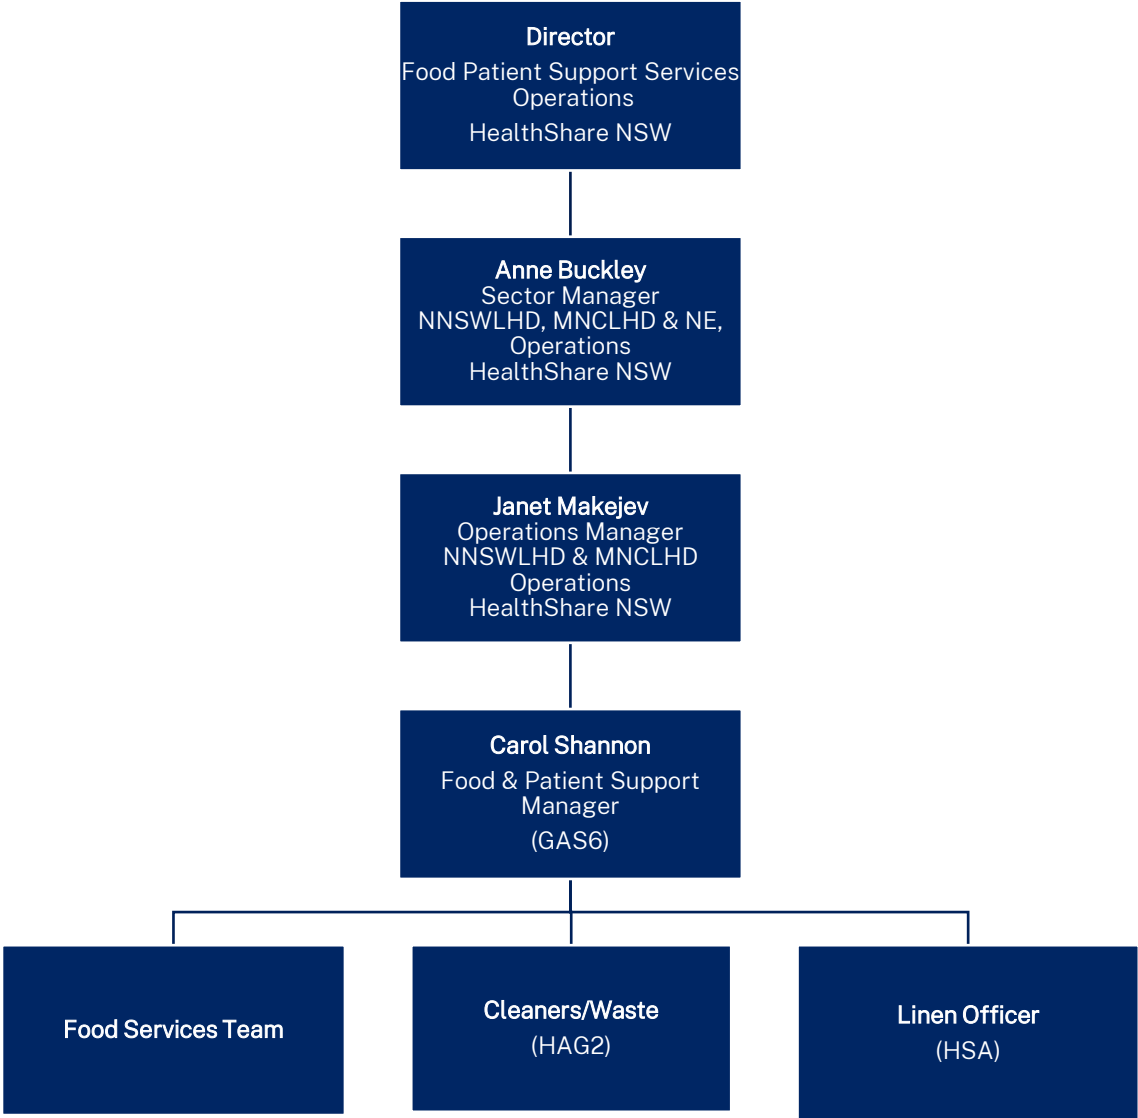 Director
Food Patient Support Services
Operations
HealthShare NSW
Anne Buckley
Sector Manager
NNSWLHD, MNCLHD & NE,
Operations
HealthShare NSW
Janet Makejev
Operations Manager
NNSWLHD & MNCLHD
Operations
HealthShare NSW
Carol Shannon
Food & Patient Support
Manager
(GAS6)
Food Services Team
Cleaners/Waste
(HAG2)
Linen Officer
(HSA)